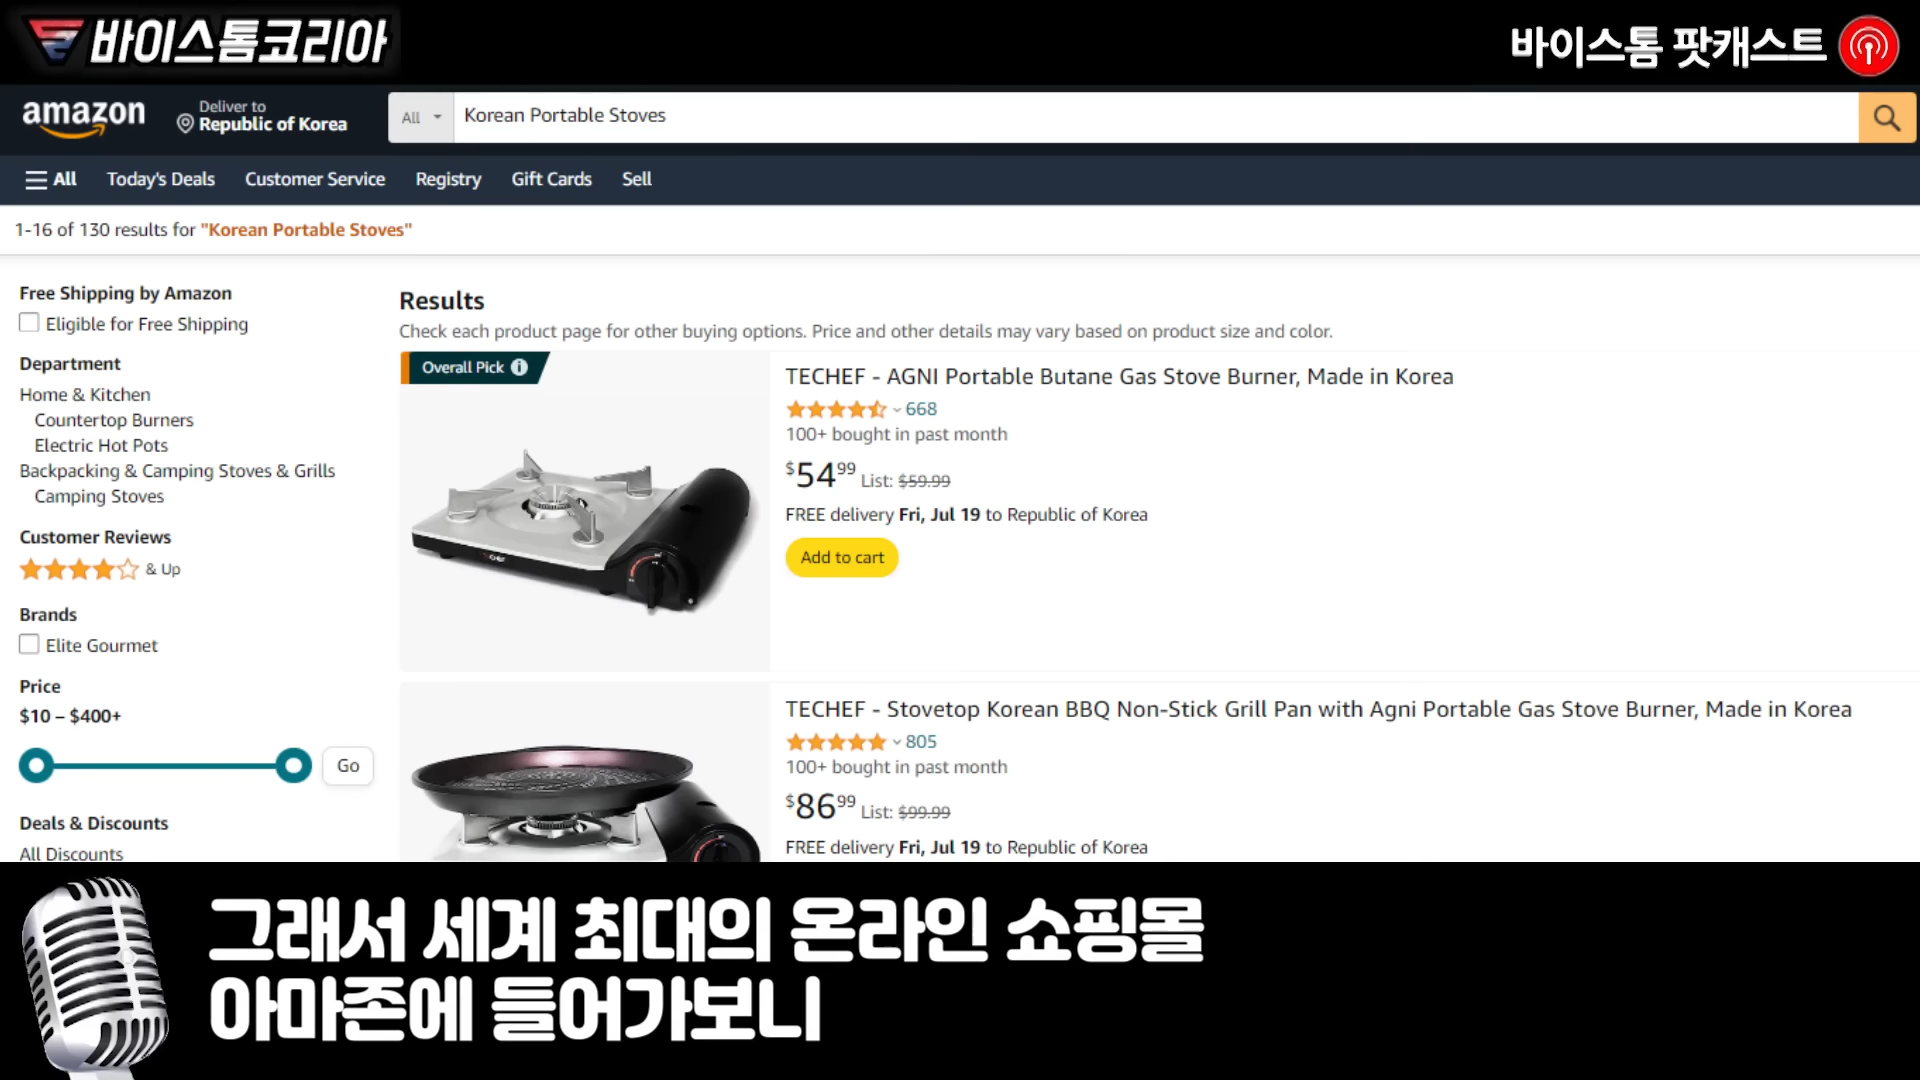 바이스톰코리아
바이스톰 팟캐스트
amazon
Deliver to
Republic of Korea
All
Korean Portable Stoves
All Today's Deals Customer Service Registry Gift Cards Sell
1-16 of 130 results for "Korean Portable Stoves"
Free Shipping by Amazon
Eligible for Free Shipping
Department
Home & Kitchen
Countertop Burners
Electric Hot Pots
Backpacking & Camping Stoves & Grills
Camping Stoves
Customer Reviews
& Up
Brands
Elite Gourmet
Price
$10 – $400+
Go
Deals & Discounts
All Discounts
Results
Check each product page for other buying options. Price and other details may vary based on product size and color.
Overall Pick
TECHEF - AGNI Portable Butane Gas Stove Burner, Made in Korea
668
100+ bought in past month
$54.99 List: $59.99
FREE delivery Fri, Jul 19 to Republic of Korea
Add to cart
TECHEF - Stovetop Korean BBQ Non-Stick Grill Pan with Agni Portable Gas Stove Burner, Made in Korea
805
100+ bought in past month
$86.99 List: $99.99
FREE delivery Fri, Jul 19 to Republic of Korea
그래서 세계 최대의 온라인 쇼핑몰
아마존에 들어가보니